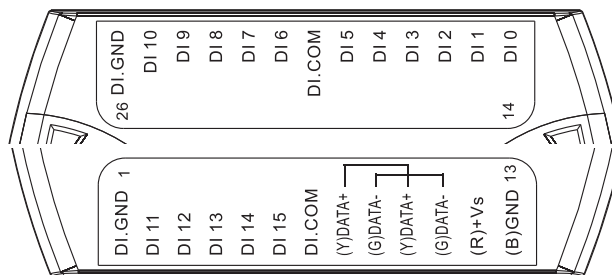 26 DI.GND
DI 10
DI 9
DI 8
DI 7
DI 6
DI.COM
DI 5
DI 4
DI 3
DI 2
DI 1
14 DI 0
DI.GND 1
DI 11
DI 12
DI 13
DI 14
DI 15
DI.COM
(Y)DATA+
(G)DATA-
(Y)DATA+
(G)DATA-
(R)+Vs
(B)GND 13